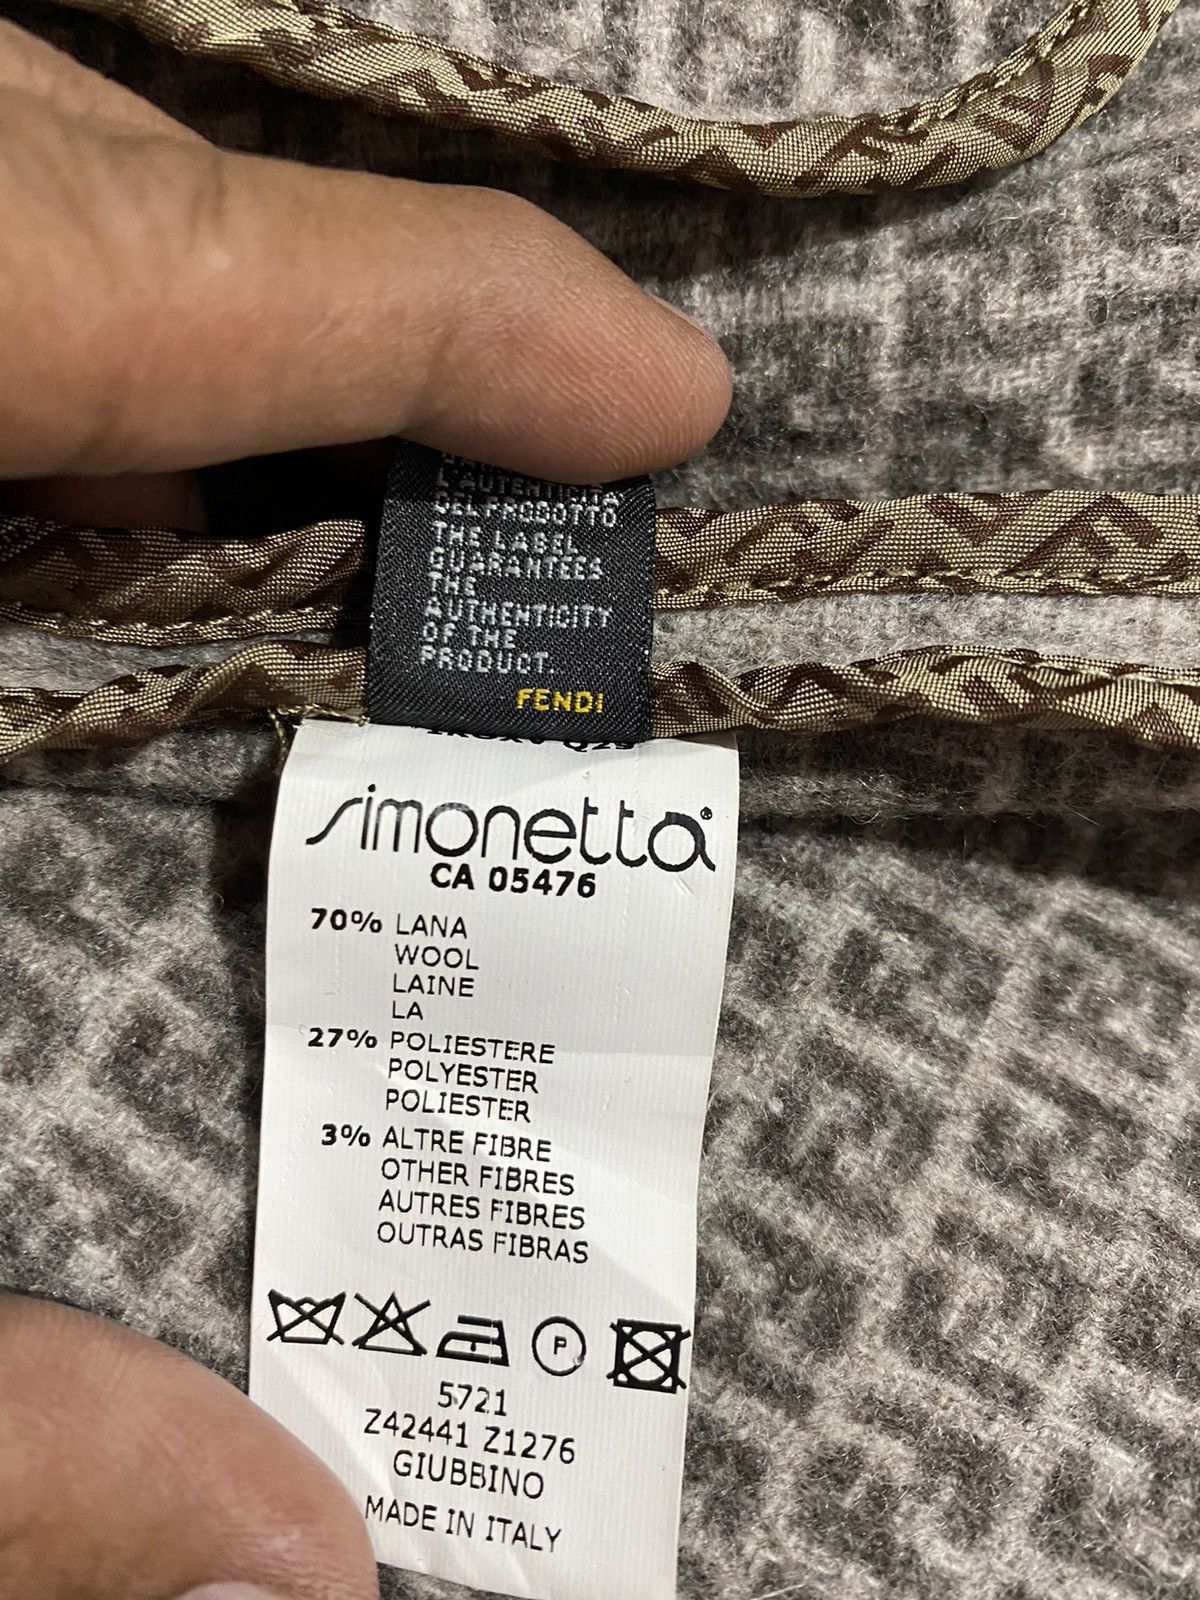 L'AUTENTICITÀ
DEL PRODOTTO
THE LABEL
GUARANTEES
THE
AUTHENTICITY
OF THE
PRODUCT.
FENDI
simonetta®
CA 05476
70% LANA
WOOL
LAINE
LA
27% POLIESTERE
POLYESTER
POLIESTER
3% ALTRE FIBRE
OTHER FIBRES
AUTRES FIBRES
OUTRAS FIBRAS
P
5721
Z42441 Z1276
GIUBBINO
MADE IN ITALY